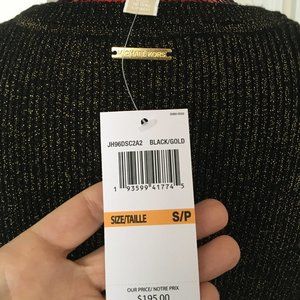 MICHAEL KORS
JH96DSC2A2 BLACK/GOLD
1 93599 41774 5
SIZE/TAILLE S/P
OUR PRICE/ NOTRE PRIX
$195.00